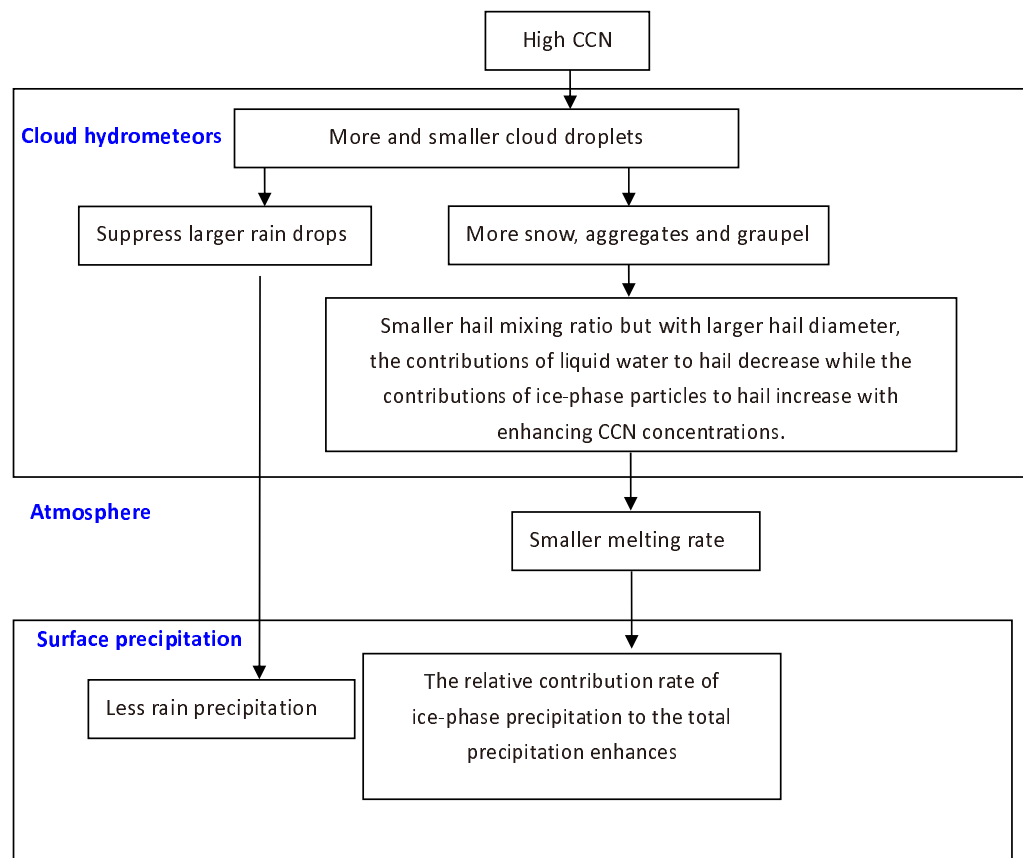 High CCN
Cloud hydrometeors
More and smaller cloud droplets
Suppress larger rain drops
More snow, aggregates and graupel
Smaller hail mixing ratio but with larger hail diameter,
the contributions of liquid water to hail decrease while the
contributions of ice-phase particles to hail increase with
enhancing CCN concentrations.
Atmosphere
Smaller melting rate
Surface precipitation
Less rain precipitation
The relative contribution rate of
ice-phase precipitation to the total
precipitation enhances